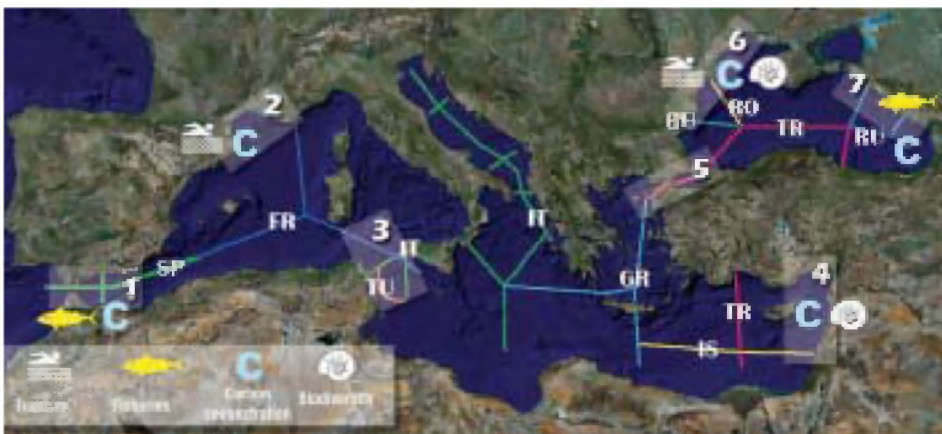 6
C
7
2
RO
TR
RU
C
C
5
3
FR
IT
IT
SP
TU
GR
TR
4
C
1
C
IS
C
Tourism
Fisheries
Carbon
sequestration
Biodiversity